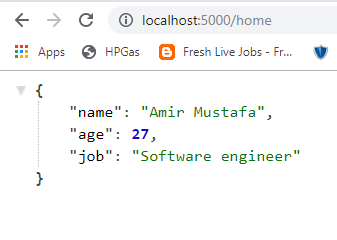 localhost:5000/home
Apps HPGas Fresh Live Jobs - Fr...
{
"name": "Amir Mustafa",
"age": 27,
"job": "Software engineer"
}